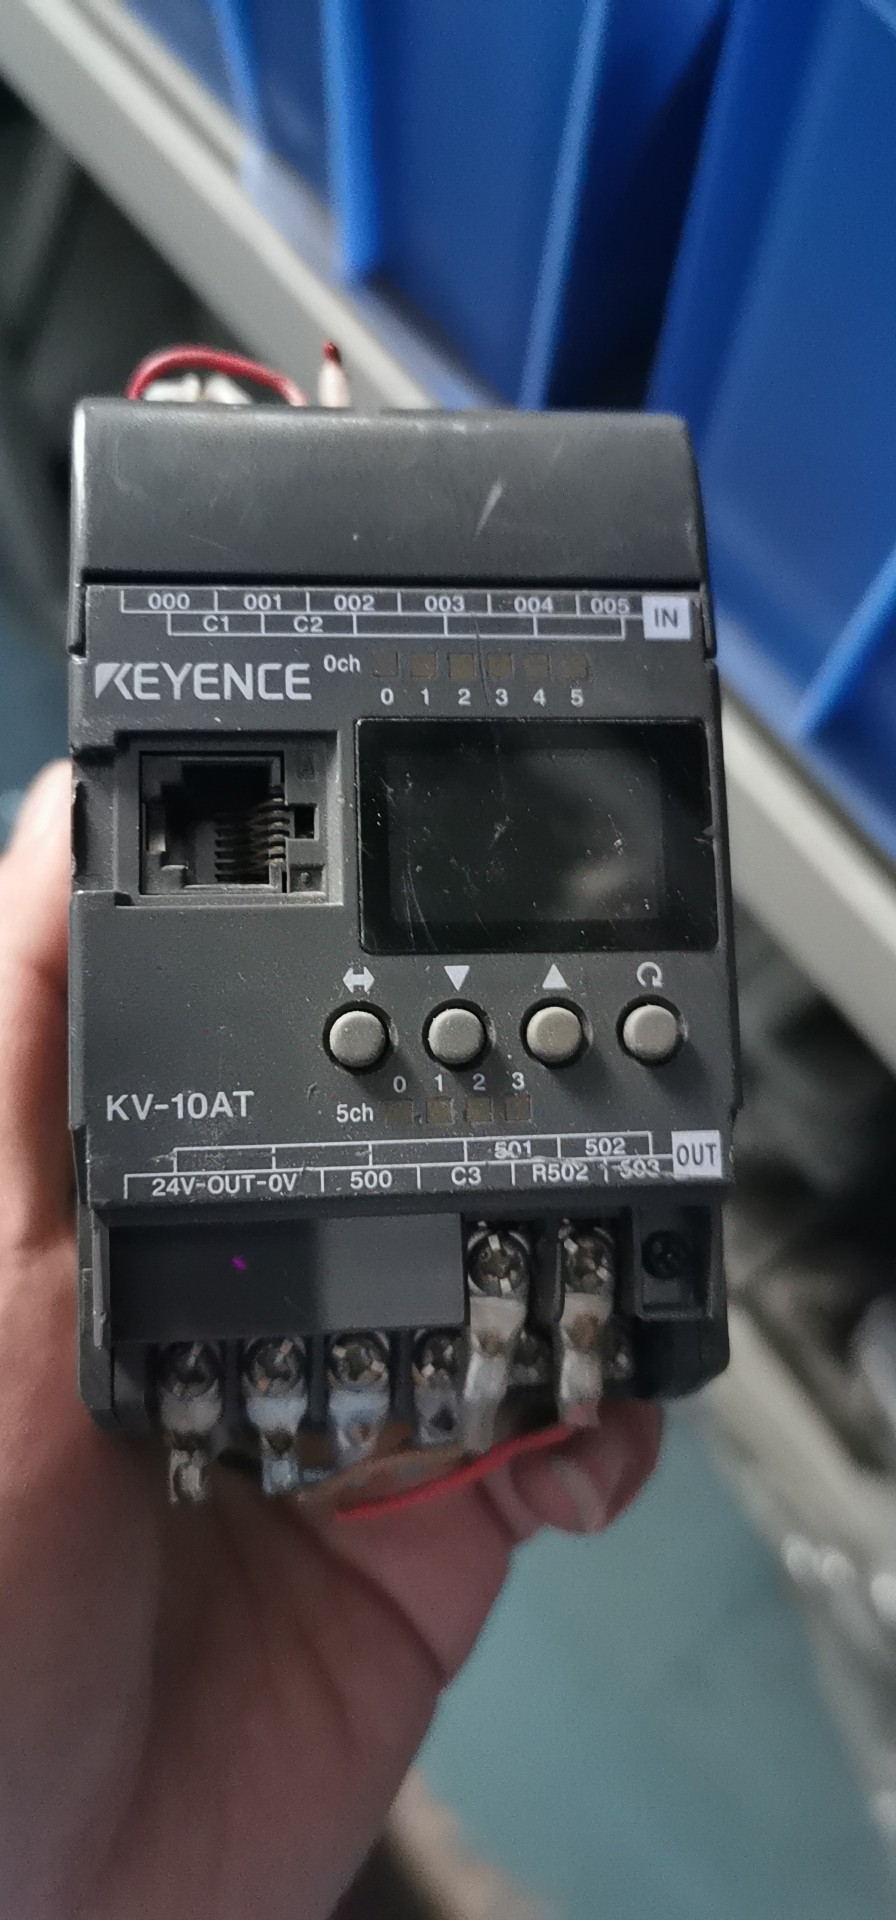 000 001 002 003 004 005 IN
C1 C2
KEYENCE 0ch
0 1 2 3 4 5
0 1 2 3
KV-10AT 5ch
501 502 OUT
24V-OUT-0V 500 C3 R502 503